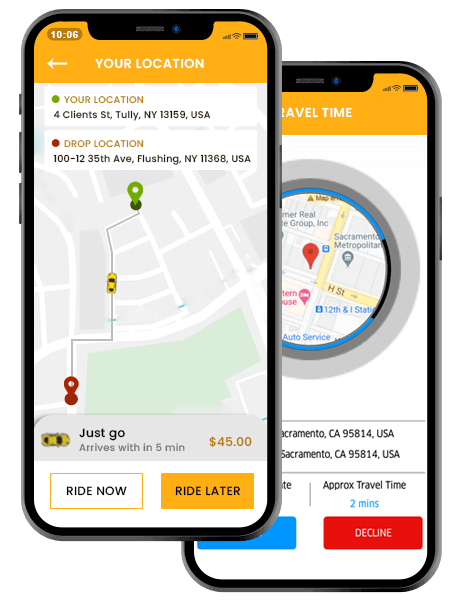 10:06
YOUR LOCATION
YOUR LOCATION
4 Clients St, Tully, NY 13159, USA
DROP LOCATION
100-12 35th Ave, Flushing, NY 11368, USA
Just go
Arrives with in 5 min
$45.00
RIDE NOW
RIDE LATER
RAVEL TIME
Map
mer Real
te Group, Inc
Sacramento
Metropolitan
H St
tern
ouse
12th & I Static
Auto Service
acramento, CA 95814, USA
Sacramento, CA 95814, USA
ate
Approx Travel Time
2 mins
DECLINE